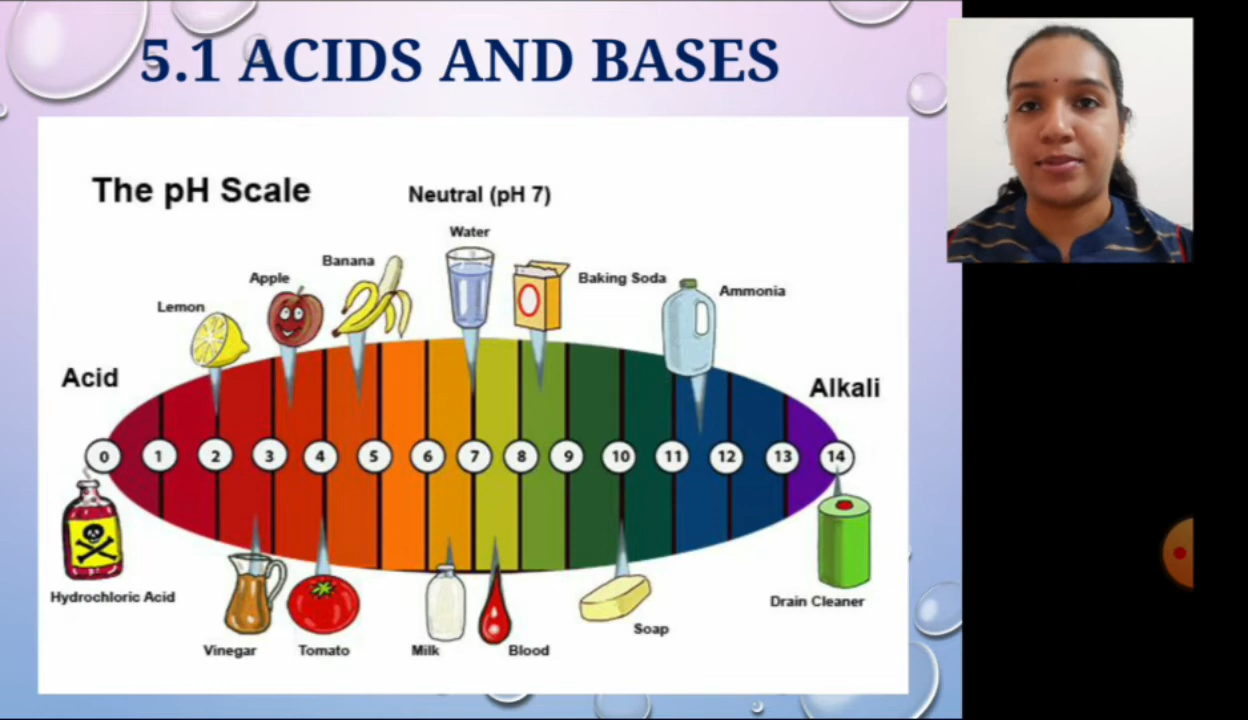 5.1 ACIDS AND BASES
The pH Scale
Neutral (pH 7)
Water
Banana
Apple
Baking Soda
Ammonia
Lemon
Acid
Alkali
0 1 2 3 4 5 6 7 8 9 10 11 12 13 14
Hydrochloric Acid
Drain Cleaner
Soap
Vinegar
Tomato
Milk
Blood